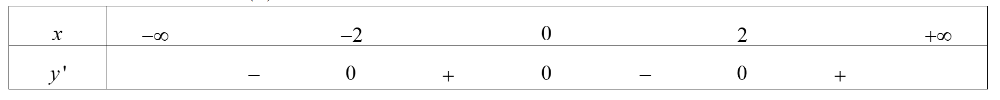 x −∞ −2 0 2 +∞
y' − 0 + 0 − 0 +